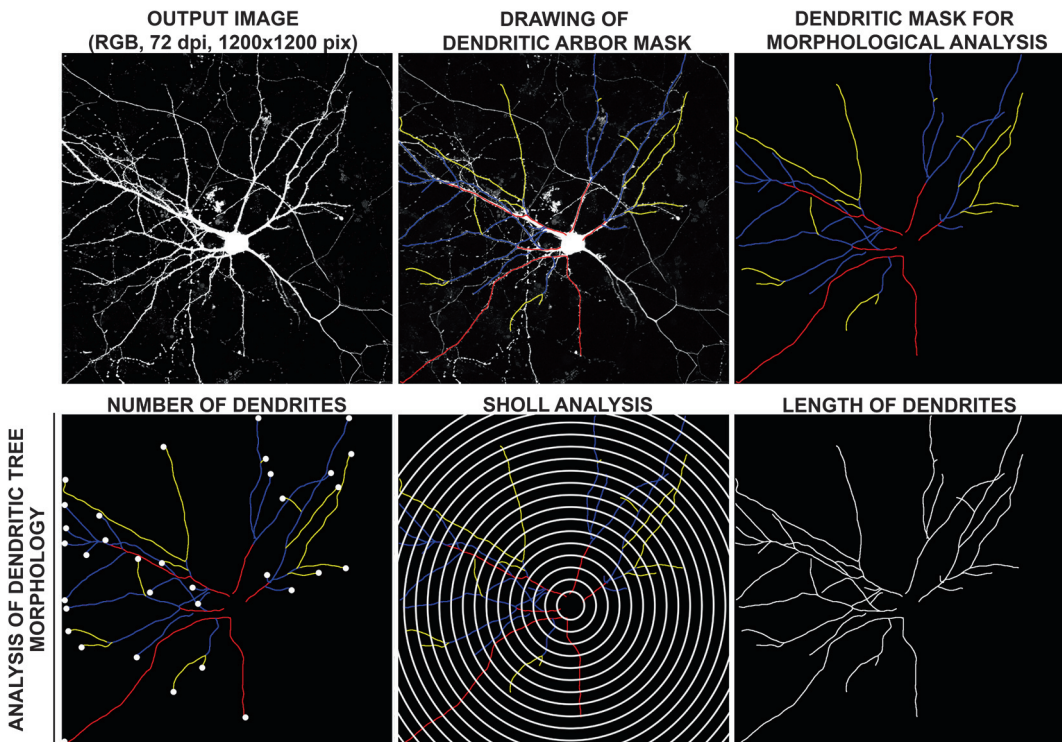 OUTPUT IMAGE
(RGB, 72 dpi, 1200x1200 pix)
DRAWING OF
DENDRITIC ARBOR MASK
DENDRITIC MASK FOR
MORPHOLOGICAL ANALYSIS
ANALYSIS OF DENDRITIC TREE
MORPHOLOGY
NUMBER OF DENDRITES
SHOLL ANALYSIS
LENGTH OF DENDRITES